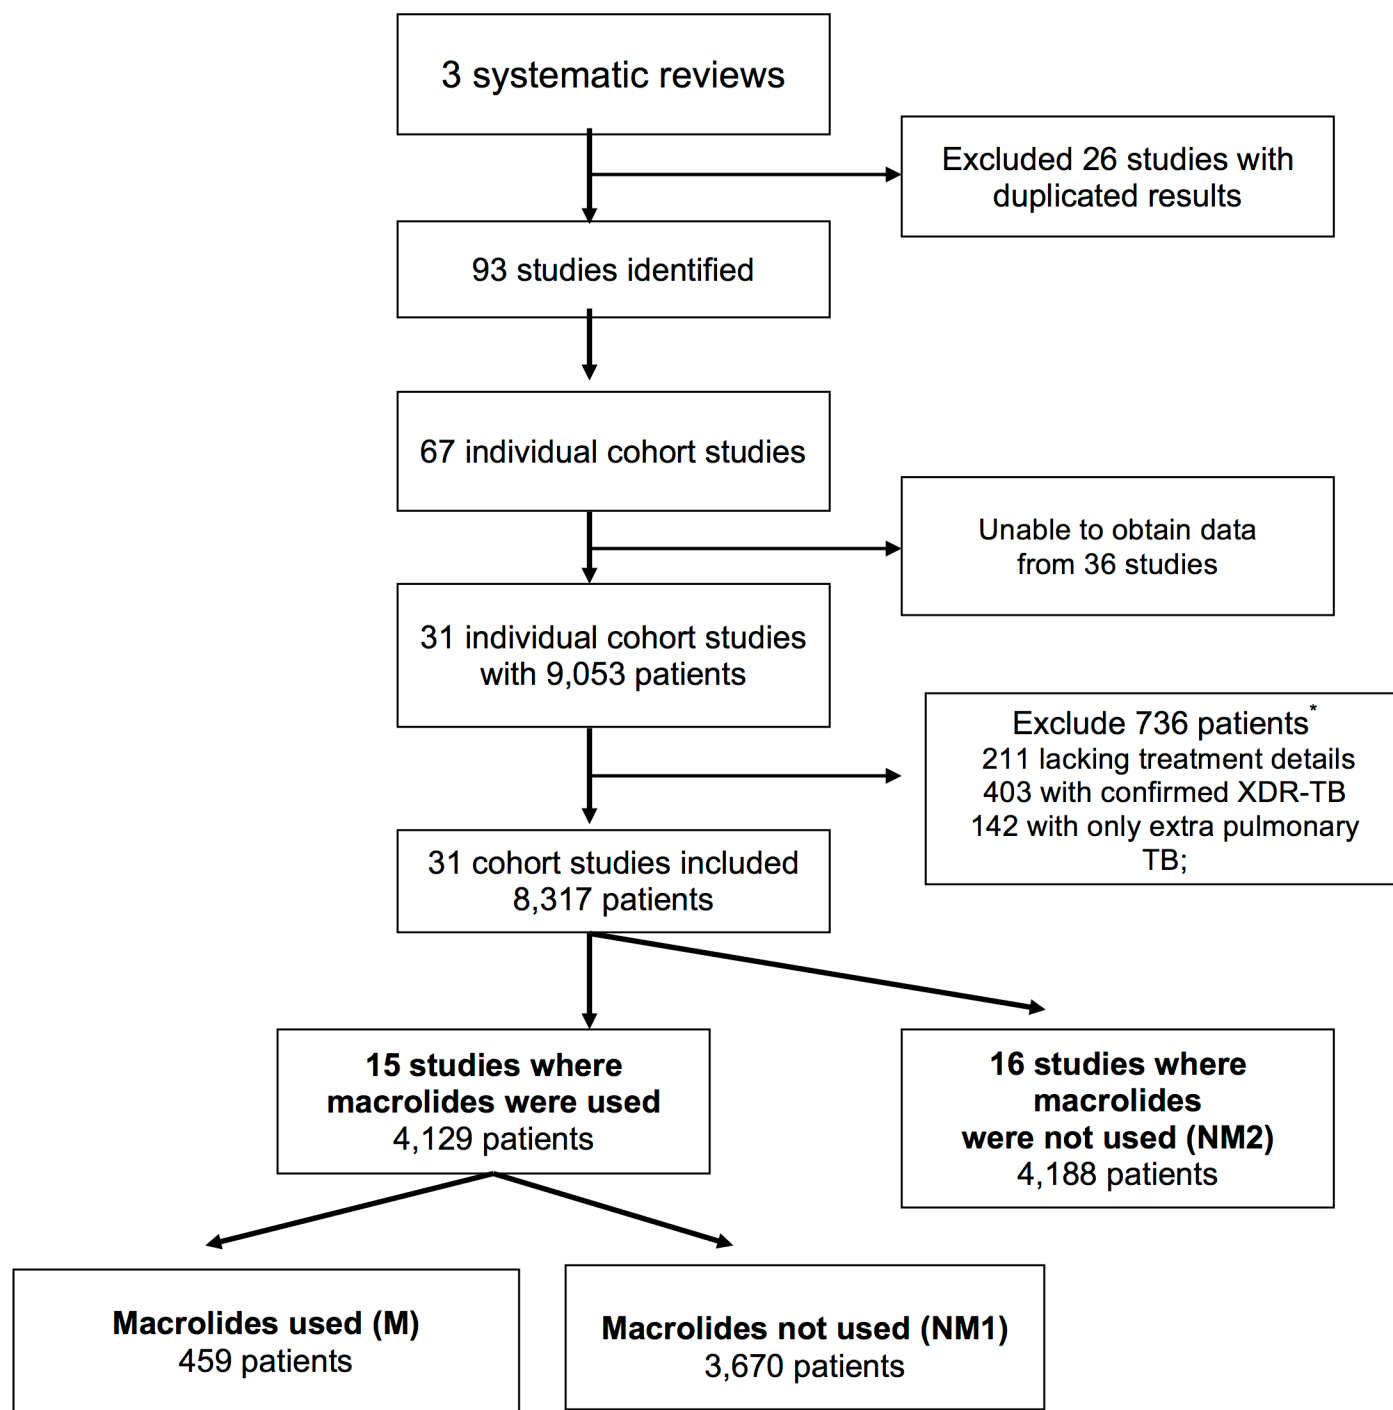 3 systematic reviews
Excluded 26 studies with
duplicated results
93 studies identified
67 individual cohort studies
Unable to obtain data
from 36 studies
31 individual cohort studies
with 9,053 patients
Exclude 736 patients*
211 lacking treatment details
403 with confirmed XDR-TB
142 with only extra pulmonary
TB;
31 cohort studies included
8,317 patients
15 studies where
macrolides were used
4,129 patients
16 studies where
macrolides
were not used (NM2)
4,188 patients
Macrolides used (M)
459 patients
Macrolides not used (NM1)
3,670 patients